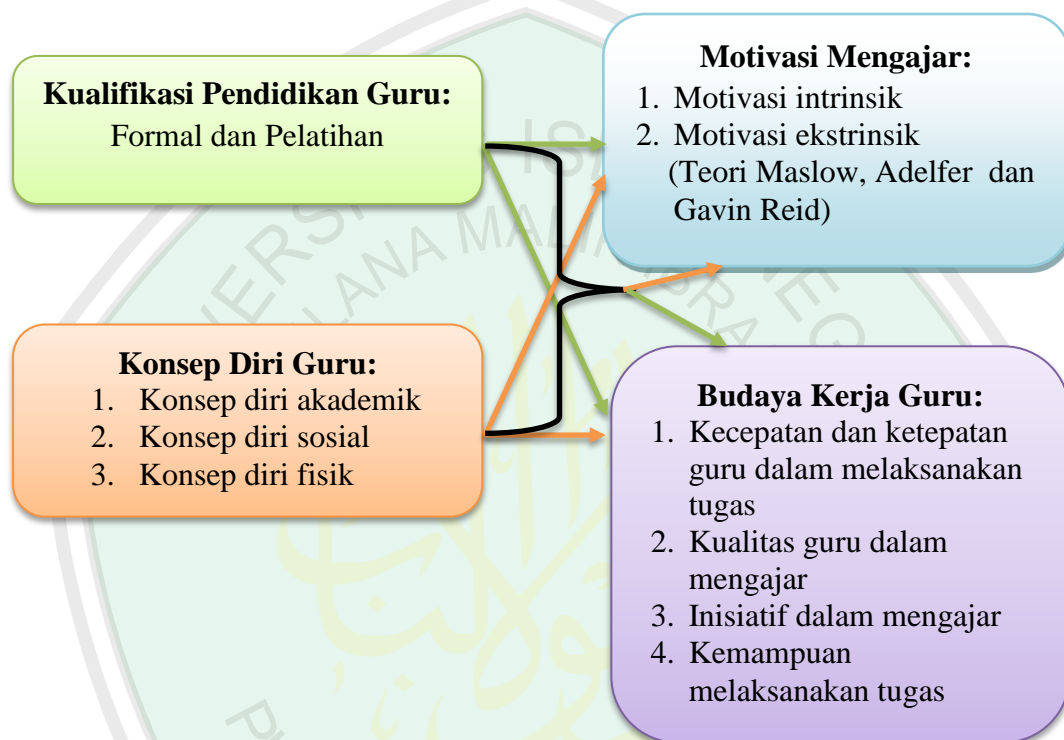 Kualifikasi Pendidikan Guru:
Formal dan Pelatihan
Motivasi Mengajar:
1. Motivasi intrinsik
2. Motivasi ekstrinsik
(Teori Maslow, Adelfer dan
Gavin Reid)
Konsep Diri Guru:
1. Konsep diri akademik
2. Konsep diri sosial
3. Konsep diri fisik
Budaya Kerja Guru:
1. Kecepatan dan ketepatan
guru dalam melaksanakan
tugas
2. Kualitas guru dalam
mengajar
3. Inisiatif dalam mengajar
4. Kemampuan
melaksanakan tugas